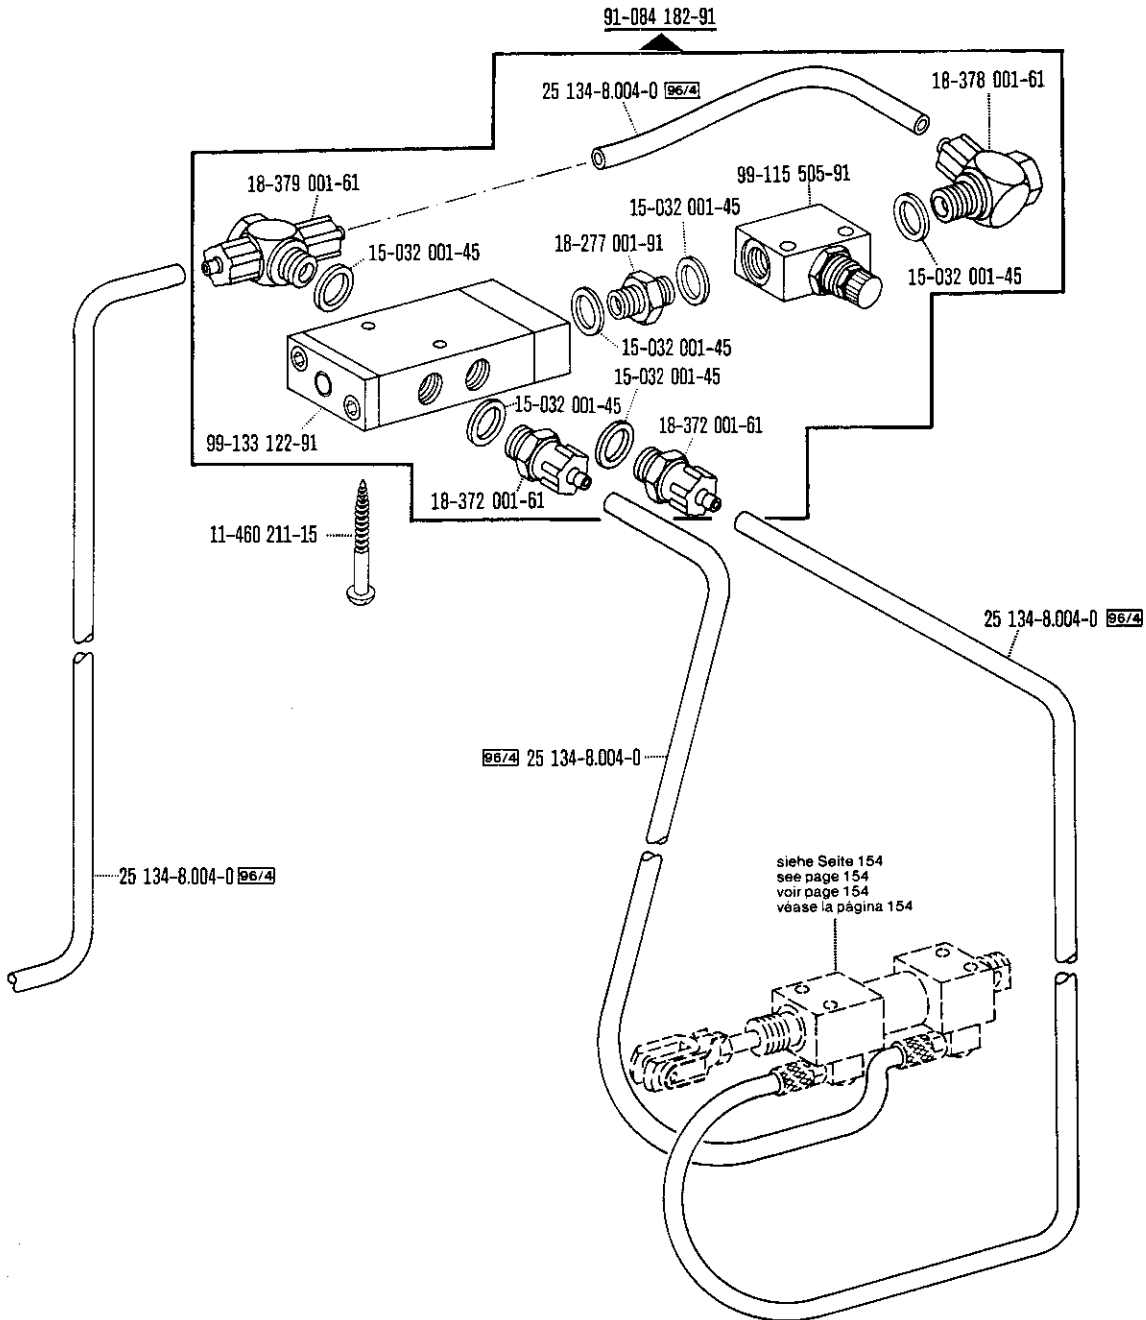 91-084 182-91
25 134-8.004-0 96/4
18-378 001-61
18-379 001-61
99-115 505-91
15-032 001-45
18-277 001-91
15-032 001-45
15-032 001-45
15-032 001-45
15-032 001-45
15-032 001-45
99-133 122-91
18-372 001-61
18-372 001-61
11-460 211-15
25 134-8.004-0 96/4
96/4 25 134-8.004-0
25 134-8.004-0 96/4
siehe Seite 154
see page 154
voir page 154
véase la página 154